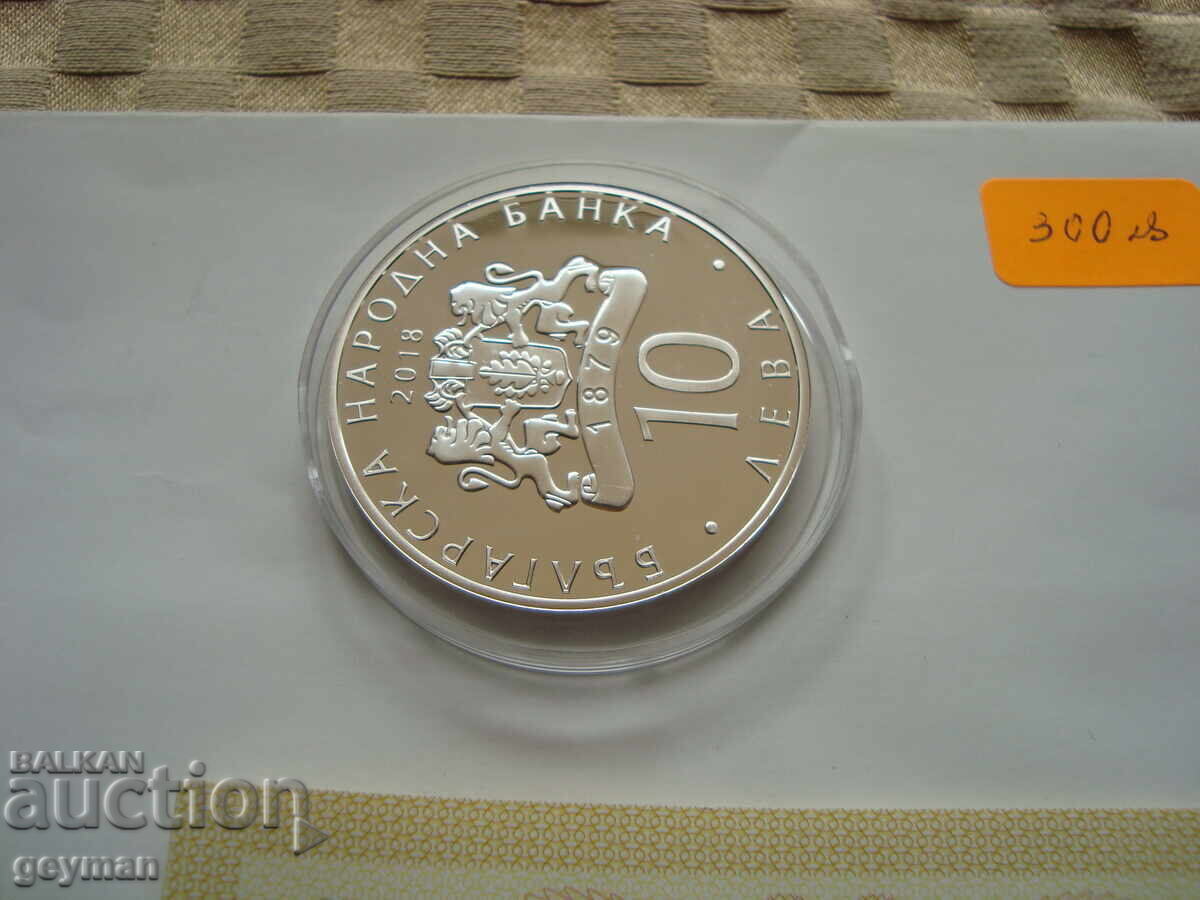 БЪЛГАРСКА НАРОДНА БАНКА
2018
1879
10
ЛЕВА
300 лв
BALKAN
auction
geyman